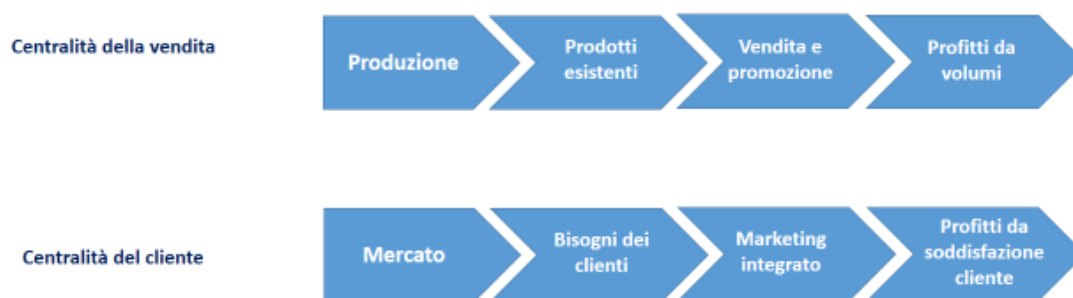 Centralità della vendita
Produzione
Prodotti
esistenti
Vendita e
promozione
Profitti da
volumi
Centralità del cliente
Mercato
Bisogni dei
clienti
Marketing
integrato
Profitti da
soddisfazione
cliente